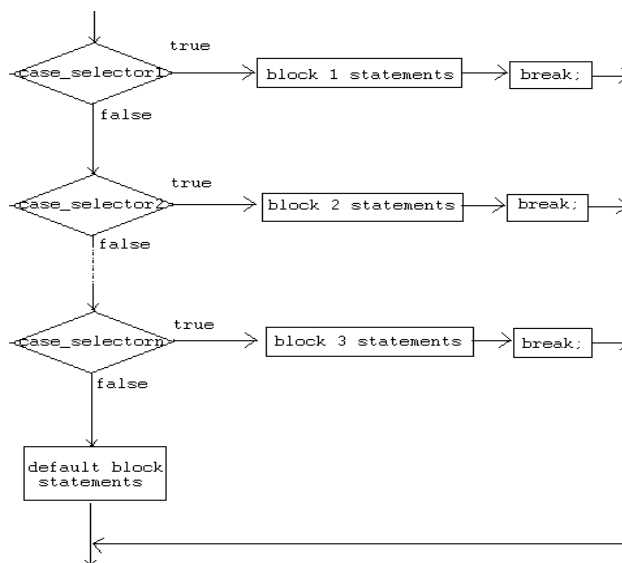 true
case_selector1
block 1 statements
break;
false
true
case_selector2
block 2 statements
break;
false
true
case_selectorn
block 3 statements
break;
false
default block
statements